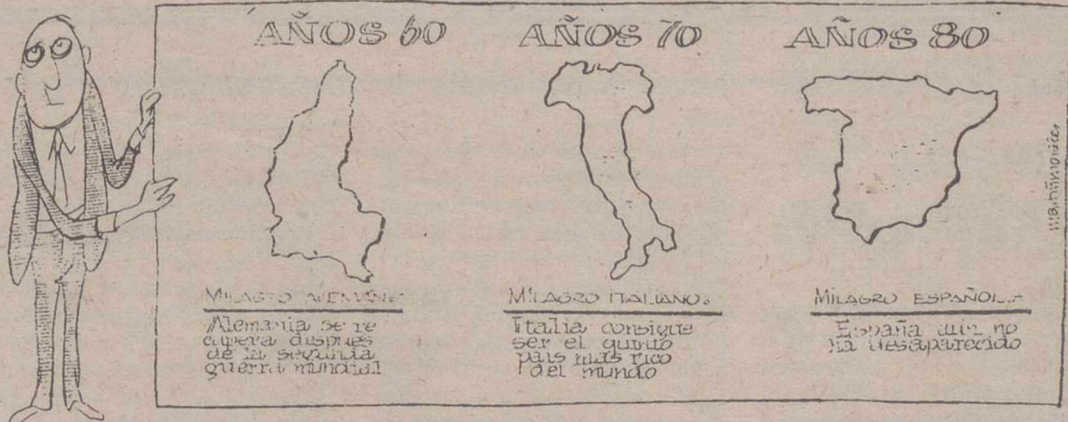 AÑOS 60
MILAGRO ALEMÁN:
Alemania se re
cupera después
de la segunda
guerra mundial
AÑOS 70
MILAGRO ITALIANO:
Italia consigue
ser el quinto
país más rico
del mundo
AÑOS 80
MILAGRO ESPAÑOL:
España aún no
ha desaparecido